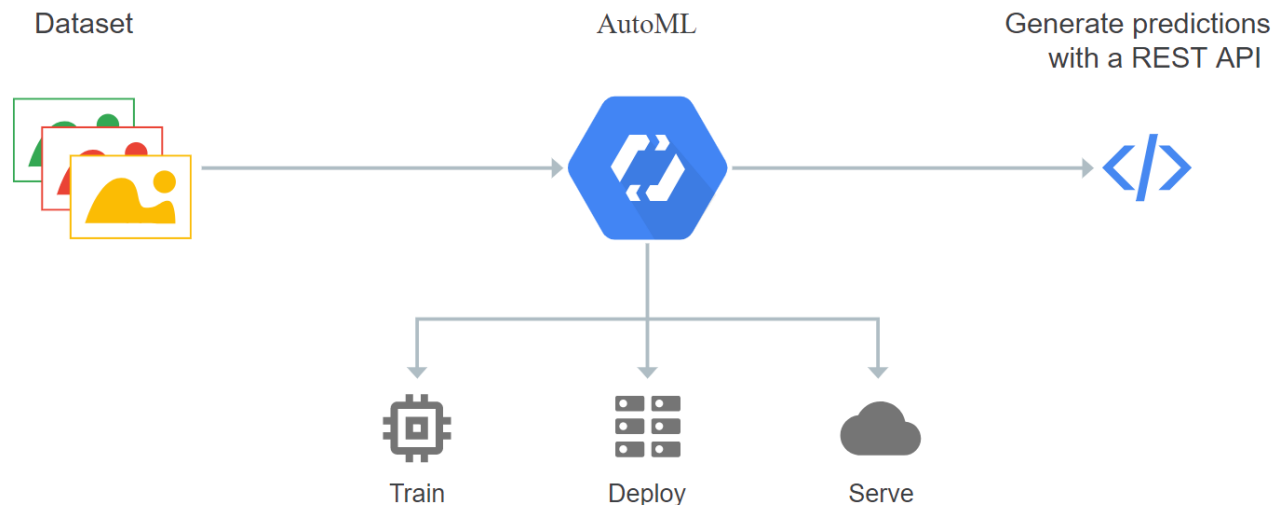 Dataset
AutoML
Generate predictions
with a REST API
Train
Deploy
Serve